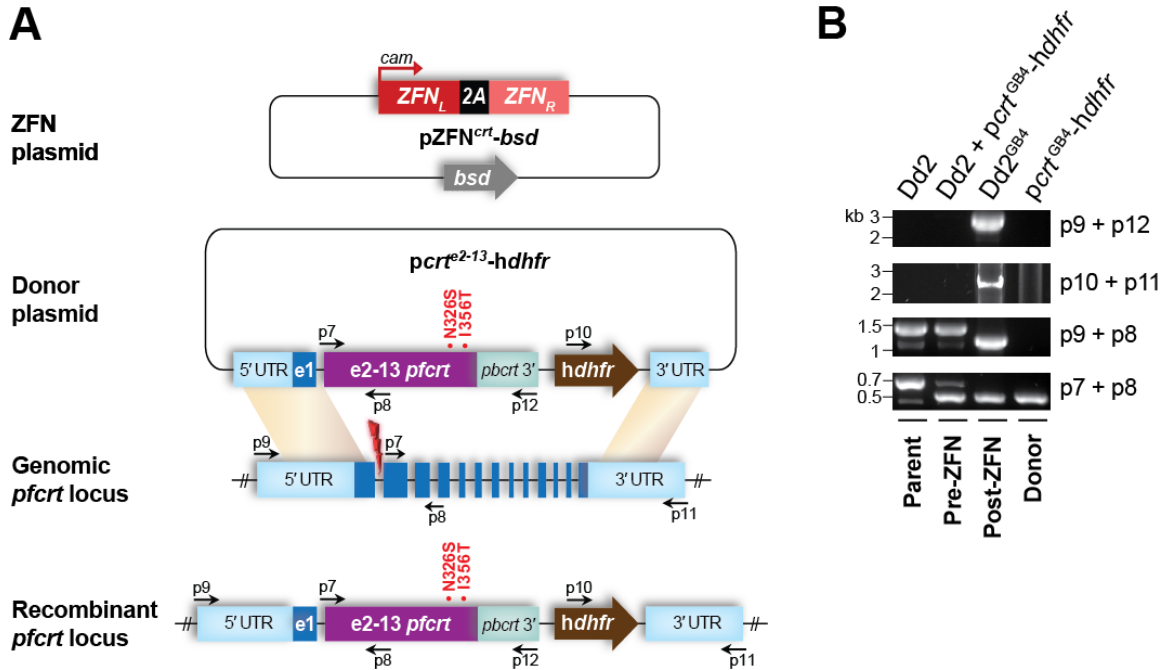 A
ZFN plasmid
cam
ZFN_L 2A ZFN_R
pZFN^crt-bsd
bsd
Donor plasmid
pcrt^e2-13-hdhfr
N326S
I356T
p7
p10
5′ UTR e1 e2-13 pfcrt pbcrt 3′ hdhfr 3′ UTR
p8
p12
p9
p7
Genomic pfcrt locus
5′ UTR 3′ UTR
p8
p11
N326S
I356T
p9
p7
p10
Recombinant pfcrt locus
5′ UTR e1 e2-13 pfcrt pbcrt 3′ hdhfr 3′ UTR
p8
p12
p11
B
Dd2
Dd2 + pcrt^GB4-hdhfr
Dd2^GB4
pcrt^GB4-hdhfr
kb 3
2
p9 + p12
3
2
p10 + p11
1.5
1
p9 + p8
0.7
0.5
p7 + p8
Parent
Pre-ZFN
Post-ZFN
Donor